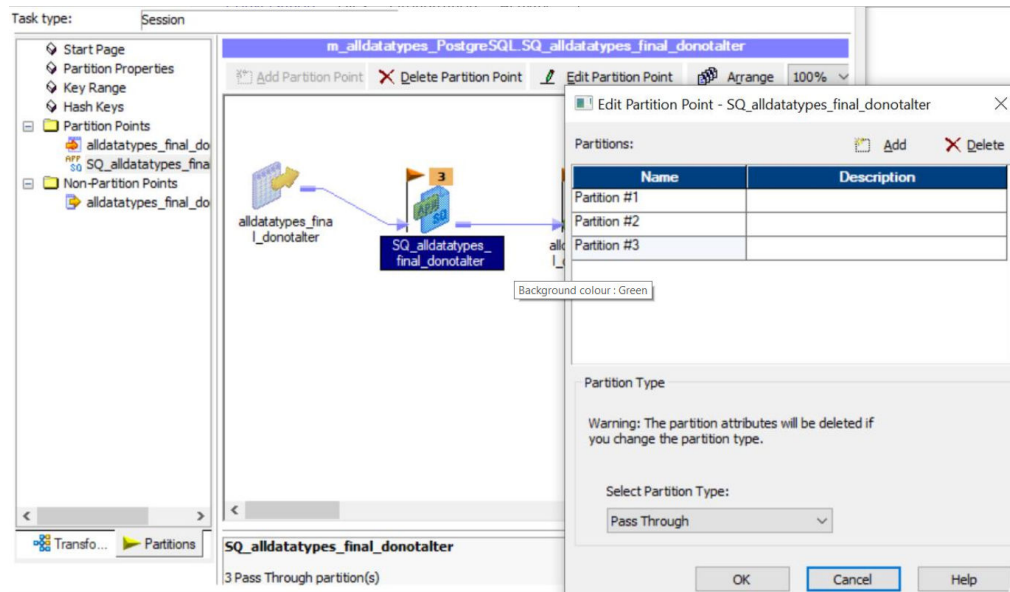 Task type:
Session
Start Page
Partition Properties
Key Range
Hash Keys
Partition Points
alldatatypes_final_do
APP SQ SQ_alldatatypes_fina
Non-Partition Points
alldatatypes_final_do
Transfo...
Partitions
m_alldatatypes_PostgreSQL.SQ_alldatatypes_final_donotalter
Add Partition Point
Delete Partition Point
Edit Partition Point
Arrange
100%
alldatatypes_fina
l_donotalter
3
APP
SQ
SQ_alldatatypes_
final_donotalter
Background colour : Green
SQ_alldatatypes_final_donotalter
3 Pass Through partition(s)
Edit Partition Point - SQ_alldatatypes_final_donotalter
Partitions:
Add
Delete
Name Description
Partition #1
Partition #2
Partition #3
Partition Type
Warning: The partition attributes will be deleted if
you change the partition type.
Select Partition Type:
Pass Through
OK
Cancel
Help